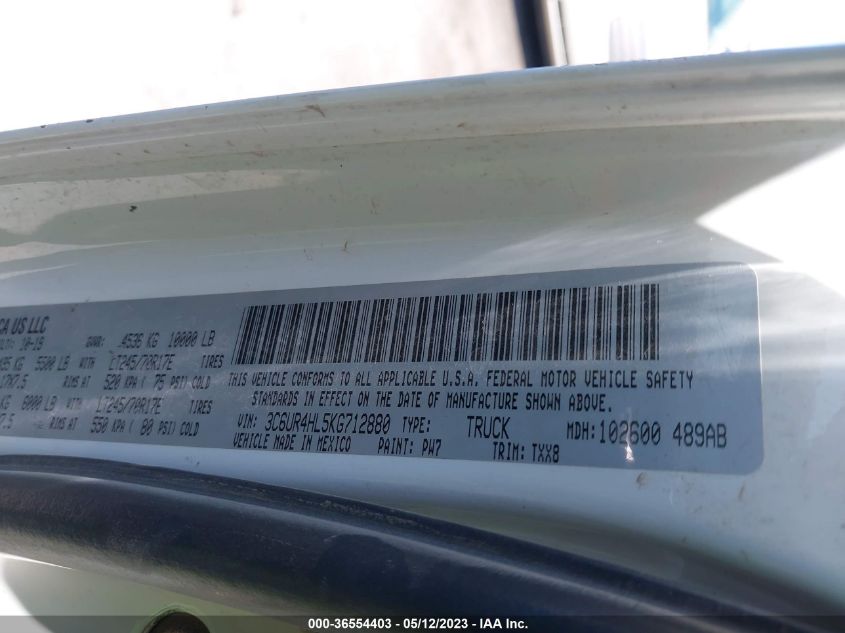 CA US LLC
10-19 GVWR: .4536 KG 10000 LB
KG 5500 LB WITH LT245/70R17E TIRES
17X7.5 RIMS AT 520 KPA ( 75 PSI) COLD
KG 6000 LB WITH LT245/70R17E TIRES
RIMS AT 550 KPA ( 80 PSI) COLD
THIS VEHICLE CONFORMS TO ALL APPLICABLE U.S.A. FEDERAL MOTOR VEHICLE SAFETY
STANDARDS IN EFFECT ON THE DATE OF MANUFACTURE SHOWN ABOVE.
VIN: 3C6UR4HL5KG712880 TYPE: TRUCK MDH:102600 489AB
VEHICLE MADE IN MEXICO PAINT: PW7 TRIM: TXX8
000 - 36554403 - 05/12/2023 - IAA Inc.